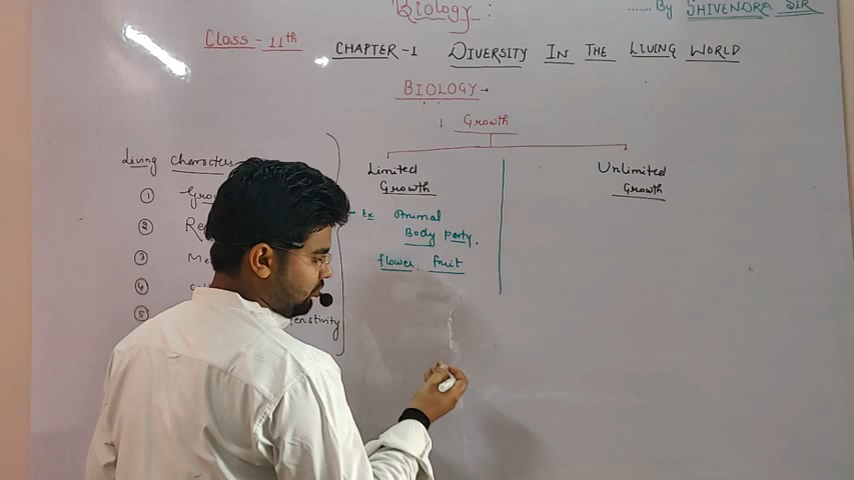 Biology :
...... By SHIVENDRA SIR
Class - 11th
CHAPTER-1 DIVERSITY IN THE LIVING WORLD
BIOLOGY
1. Growth
Living Characters
Limited Growth
Unlimited Growth
①
②
③
④
⑤
Ex Animal
Body party.
flower fruit